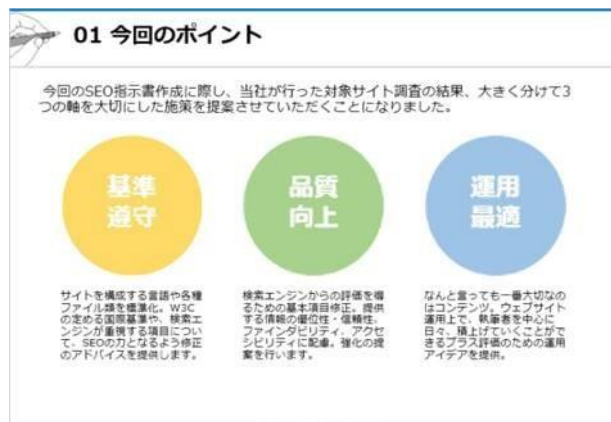 01 今回のポイント
今回のSEO指示書作成に際し、当社が行った対象サイト調査の結果、大きく分けて3
つの軸を大切にした施策を提案させていただくことになりました。
基準
遵守
サイトを構成する言語や各種
ファイル類を標準化。W3C
の定める国際基準や、検索エ
ンジンが重視する項目につい
て、SEOの力となるよう修正
のアドバイスを提供します。
品質
向上
検索エンジンからの評価を得
るための基本項目修正。提供
する情報の優位性・信頼性、
ファインダビリティ、アクセ
シビリティに配慮。強化の提
案を行います。
運用
最適
なんと言っても一番大切なの
はコンテンツ。ウェブサイト
運用上で、執筆者を中心に
日々、積上げていくことがで
きるプラス評価のための運用
アイデアを提供。